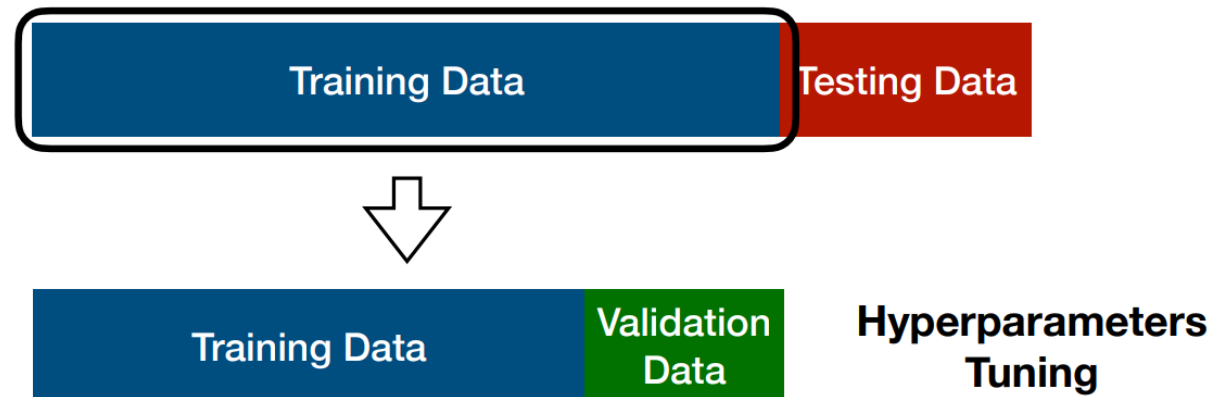 Training Data
Testing Data
Training Data
Validation
Data
Hyperparameters
Tuning